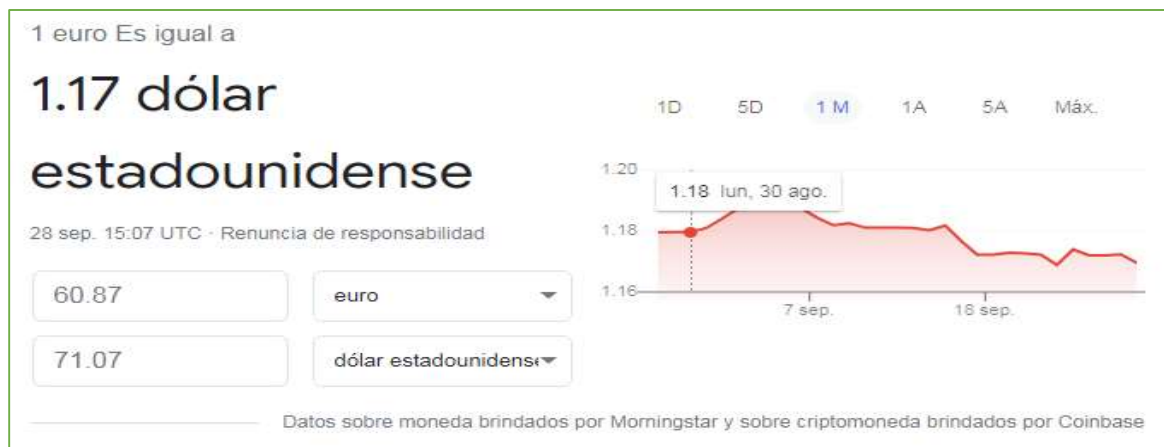 1 euro Es igual a
1.17 dólar
estadounidense
28 sep. 15:07 UTC · Renuncia de responsabilidad
60.87 euro
71.07 dólar estadounidens
1D 5D 1 M 1A 5A Máx.
1.20
1.18 lun, 30 ago.
1.18
1.16
7 sep. 18 sep.
Datos sobre moneda brindados por Morningstar y sobre criptomoneda brindados por Coinbase